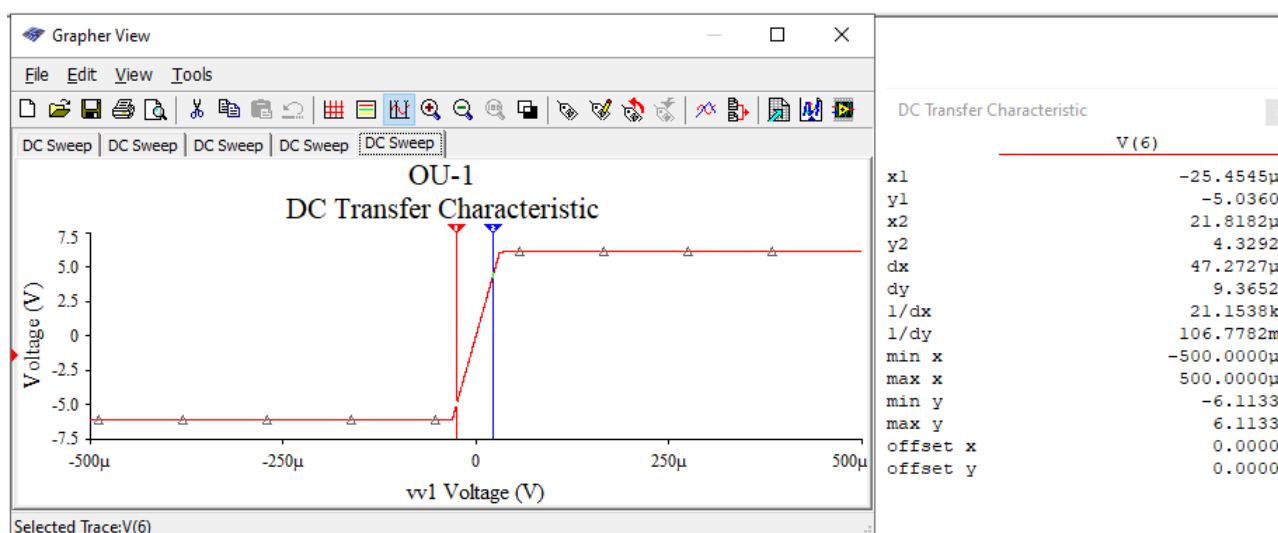 Grapher View
File Edit View Tools
DC Sweep DC Sweep DC Sweep DC Sweep DC Sweep
OU-1
DC Transfer Characteristic
1 2
7.5
5.0
2.5
0
-2.5
-5.0
-7.5
Voltage (V)
-500µ -250µ 0 250µ 500µ
vv1 Voltage (V)
Selected Trace:V(6)
DC Transfer Characteristic
V(6)
x1 -25.4545µ
y1 -5.0360
x2 21.8182µ
y2 4.3292
dx 47.2727µ
dy 9.3652
1/dx 21.1538k
1/dy 106.7782m
min x -500.0000µ
max x 500.0000µ
min y -6.1133
max y 6.1133
offset x 0.0000
offset y 0.0000